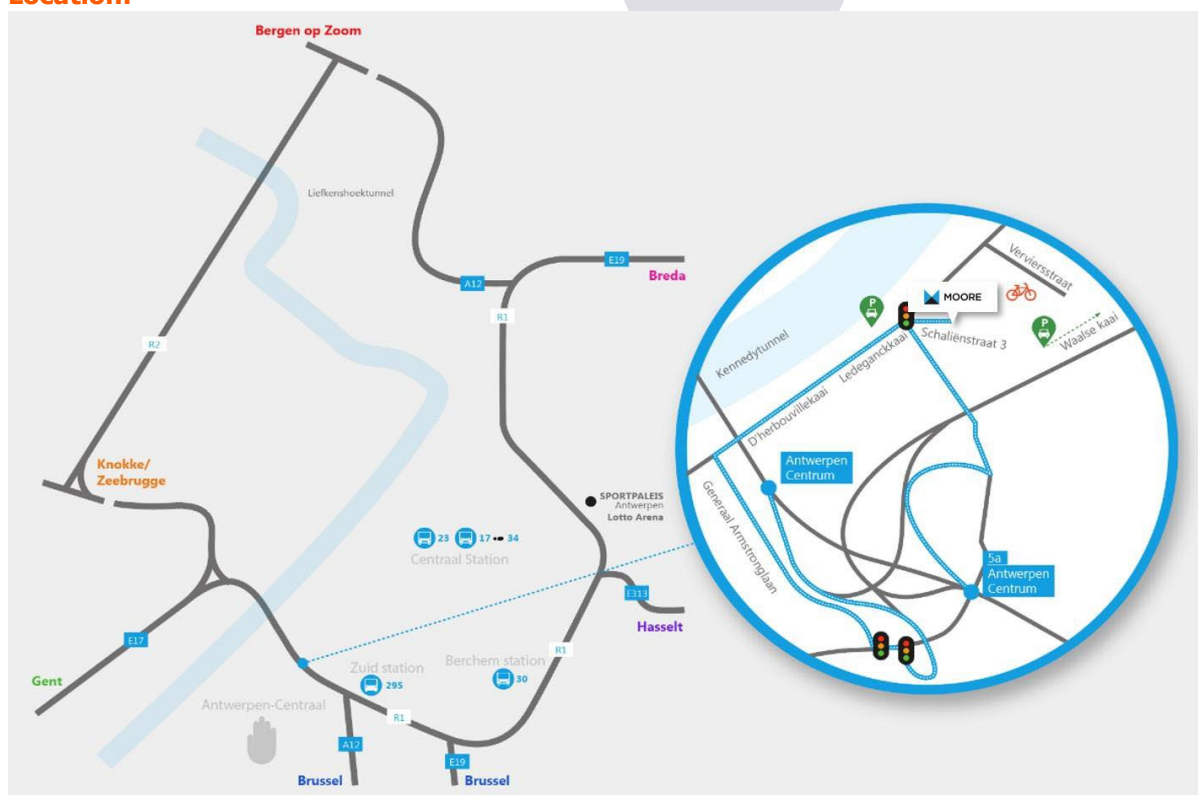 Location:
Bergen op Zoom
Liefkenshoektunnel
E19
Breda
A12
R1
R2
Knokke/
Zeebrugge
SPORTPALEIS
Antwerpen
Lotto Arena
23
17
34
Centraal Station
E313
Hasselt
E17
Gent
Zuid station
295
Berchem station
30
R1
Antwerpen-Centraal
R1
A12
E19
Brussel
Brussel
Verviersstraat
MOORE
P
P
Schaliënstraat 3
Waalse kaai
Kennedytunnel
Ledeganckkaai
D'herbouvillekaai
Antwerpen
Centrum
Generaal Armstronglaan
5a
Antwerpen
Centrum